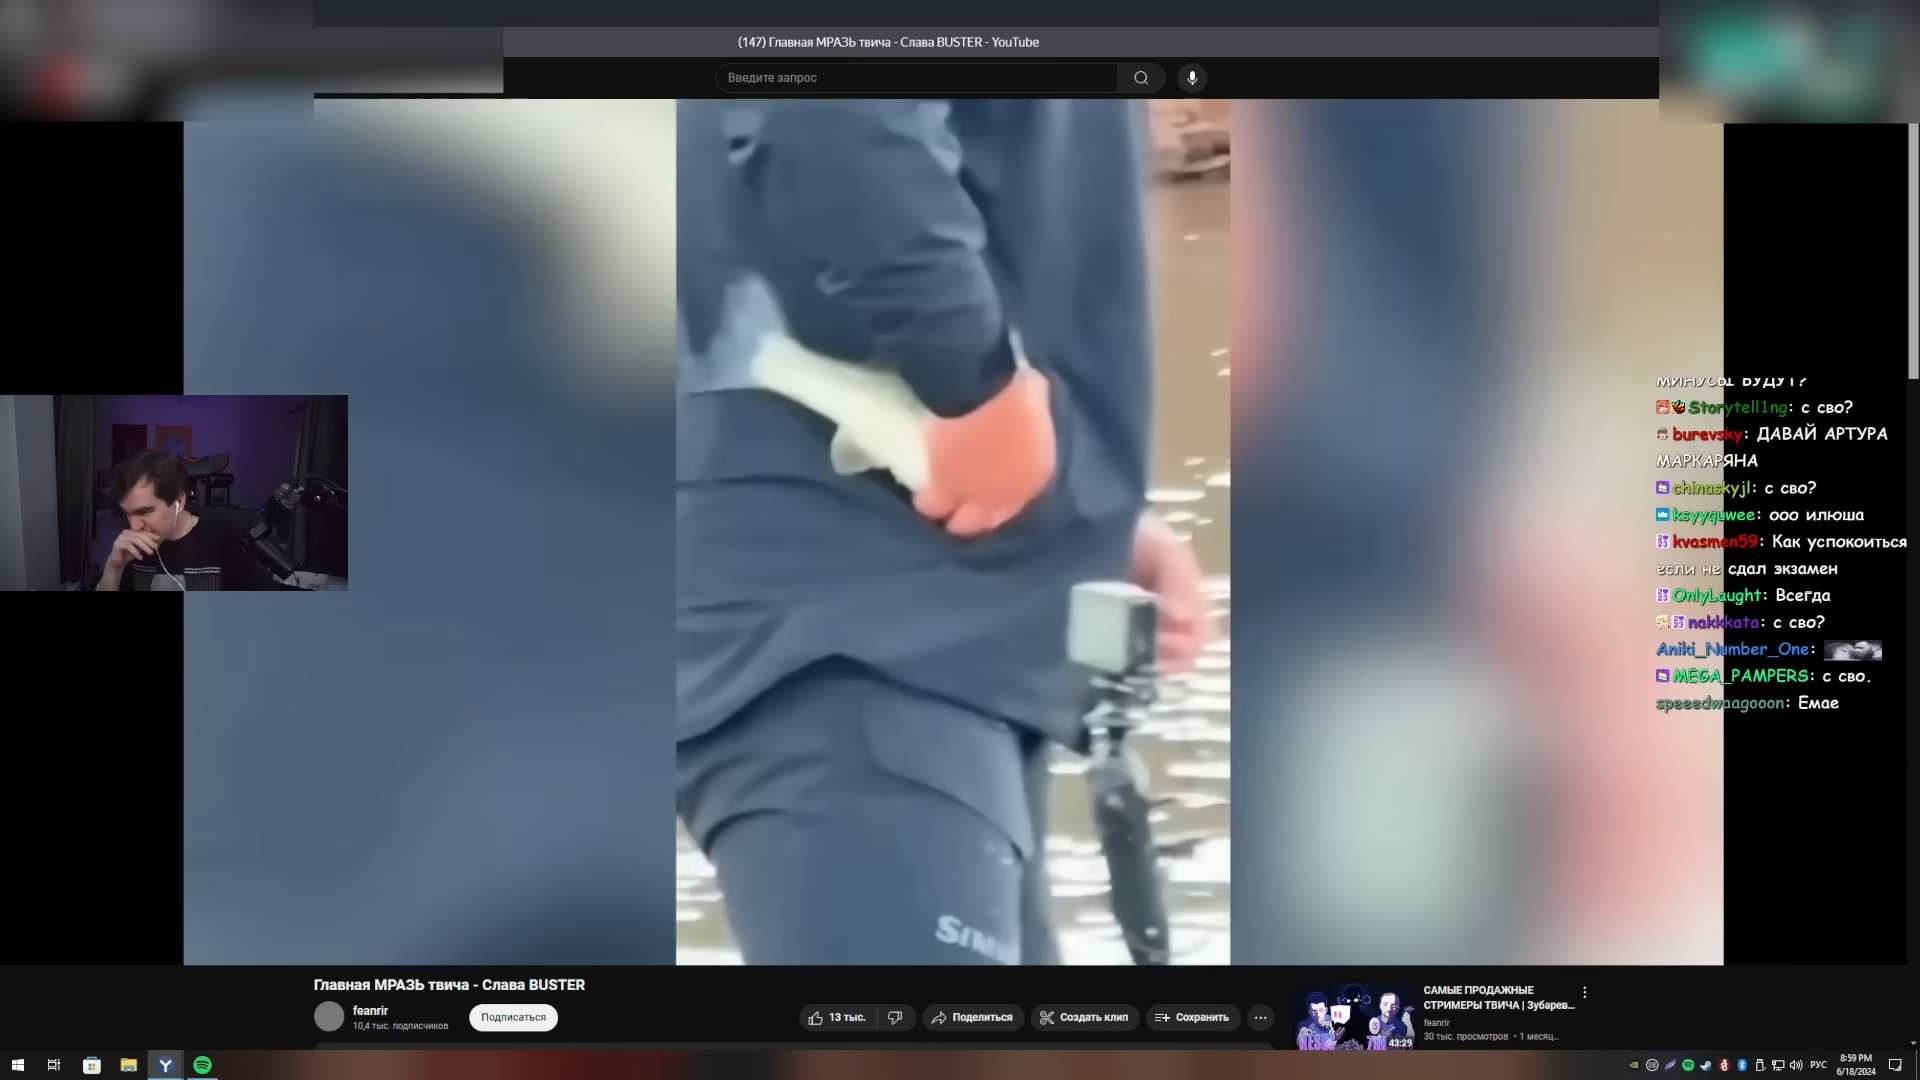 (147) Главная МРАЗЬ твича - Слава BUSTER - YouTube
Введите запрос
МИНУСЫ БУДУТ?
Storytell1ng: с сво?
burevsky: ДАВАЙ АРТУРА
МАРКАРЯНА
chinaskyjl: с сво?
ksyyquwee: ооо илюша
kvasmen59: Как успокоиться
если не сдал экзамен
OnlyLaught: Всегда
nakkkata: с сво?
Aniki_Number_One:
MEGA_PAMPERS: с сво.
speeedwaagooon: Емае
SIM
Главная МРАЗЬ твича - Слава BUSTER
feanrir
10,4 тыс. подписчиков
Подписаться
13 тыс.
Поделиться
Создать клип
Сохранить
САМЫЕ ПРОДАЖНЫЕ
СТРИМЕРЫ ТВИЧА | Зубарев...
feanrir
30 тыс. просмотров • 1 месяц...
43:29
РУС
8:59 PM
6/18/2024